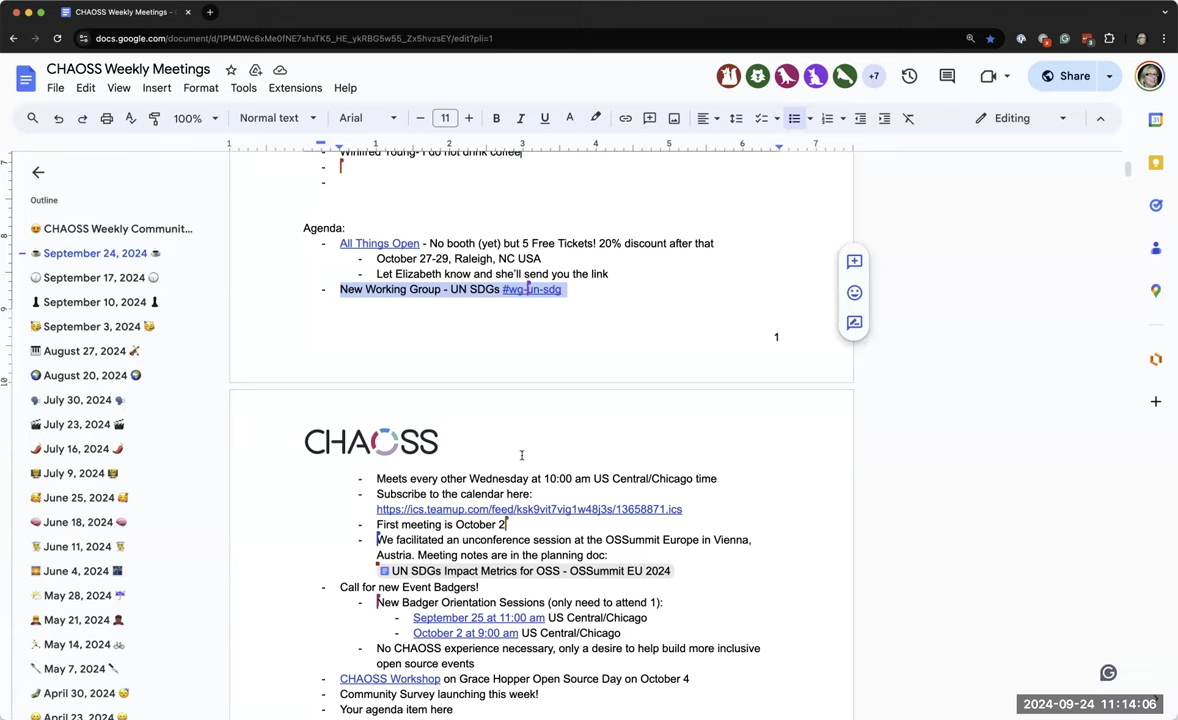 CHAOSS Weekly Meetings -
docs.google.com/document/d/1PMDWc6xMe0fNE7shxTK5_HE_ykRBG5w55_Zx5hvzsEY/edit?pli=1
CHAOSS Weekly Meetings
File Edit View Insert Format Tools Extensions Help
+7
Share
100% Normal text Arial 11 Editing
1 1 2 3 4 5 6 7
Outline
😍 CHAOSS Weekly Communit...
☕ September 24, 2024 ☕
September 17, 2024
September 10, 2024
🥳 September 3, 2024 🥳
🎹 August 27, 2024 🎻
🌍 August 20, 2024 🌍
🗣 July 30, 2024 🗣
🎬 July 23, 2024 🎬
🌶 July 16, 2024 🌶
July 9, 2024
🥰 June 25, 2024 🥰
🧠 June 18, 2024 🧠
June 11, 2024
June 4, 2024
May 28, 2024
May 21, 2024
May 14, 2024
May 7, 2024
April 30, 2024
April 23, 2024
- Winifred Young- I do not drink coffee
-
-
Agenda:
- All Things Open - No booth (yet) but 5 Free Tickets! 20% discount after that
- October 27-29, Raleigh, NC USA
- Let Elizabeth know and she'll send you the link
- New Working Group - UN SDGs #wg-un-sdg
1
CHAOSS
- Meets every other Wednesday at 10:00 am US Central/Chicago time
- Subscribe to the calendar here:
https://ics.teamup.com/feed/ksk9vit7vig1w48j3s/13658871.ics
- First meeting is October 2
- We facilitated an unconference session at the OSSummit Europe in Vienna,
Austria. Meeting notes are in the planning doc:
UN SDGs Impact Metrics for OSS - OSSummit EU 2024
- Call for new Event Badgers!
- New Badger Orientation Sessions (only need to attend 1):
- September 25 at 11:00 am US Central/Chicago
- October 2 at 9:00 am US Central/Chicago
- No CHAOSS experience necessary, only a desire to help build more inclusive
open source events
- CHAOSS Workshop on Grace Hopper Open Source Day on October 4
- Community Survey launching this week!
- Your agenda item here
2024-09-24 11:14:06